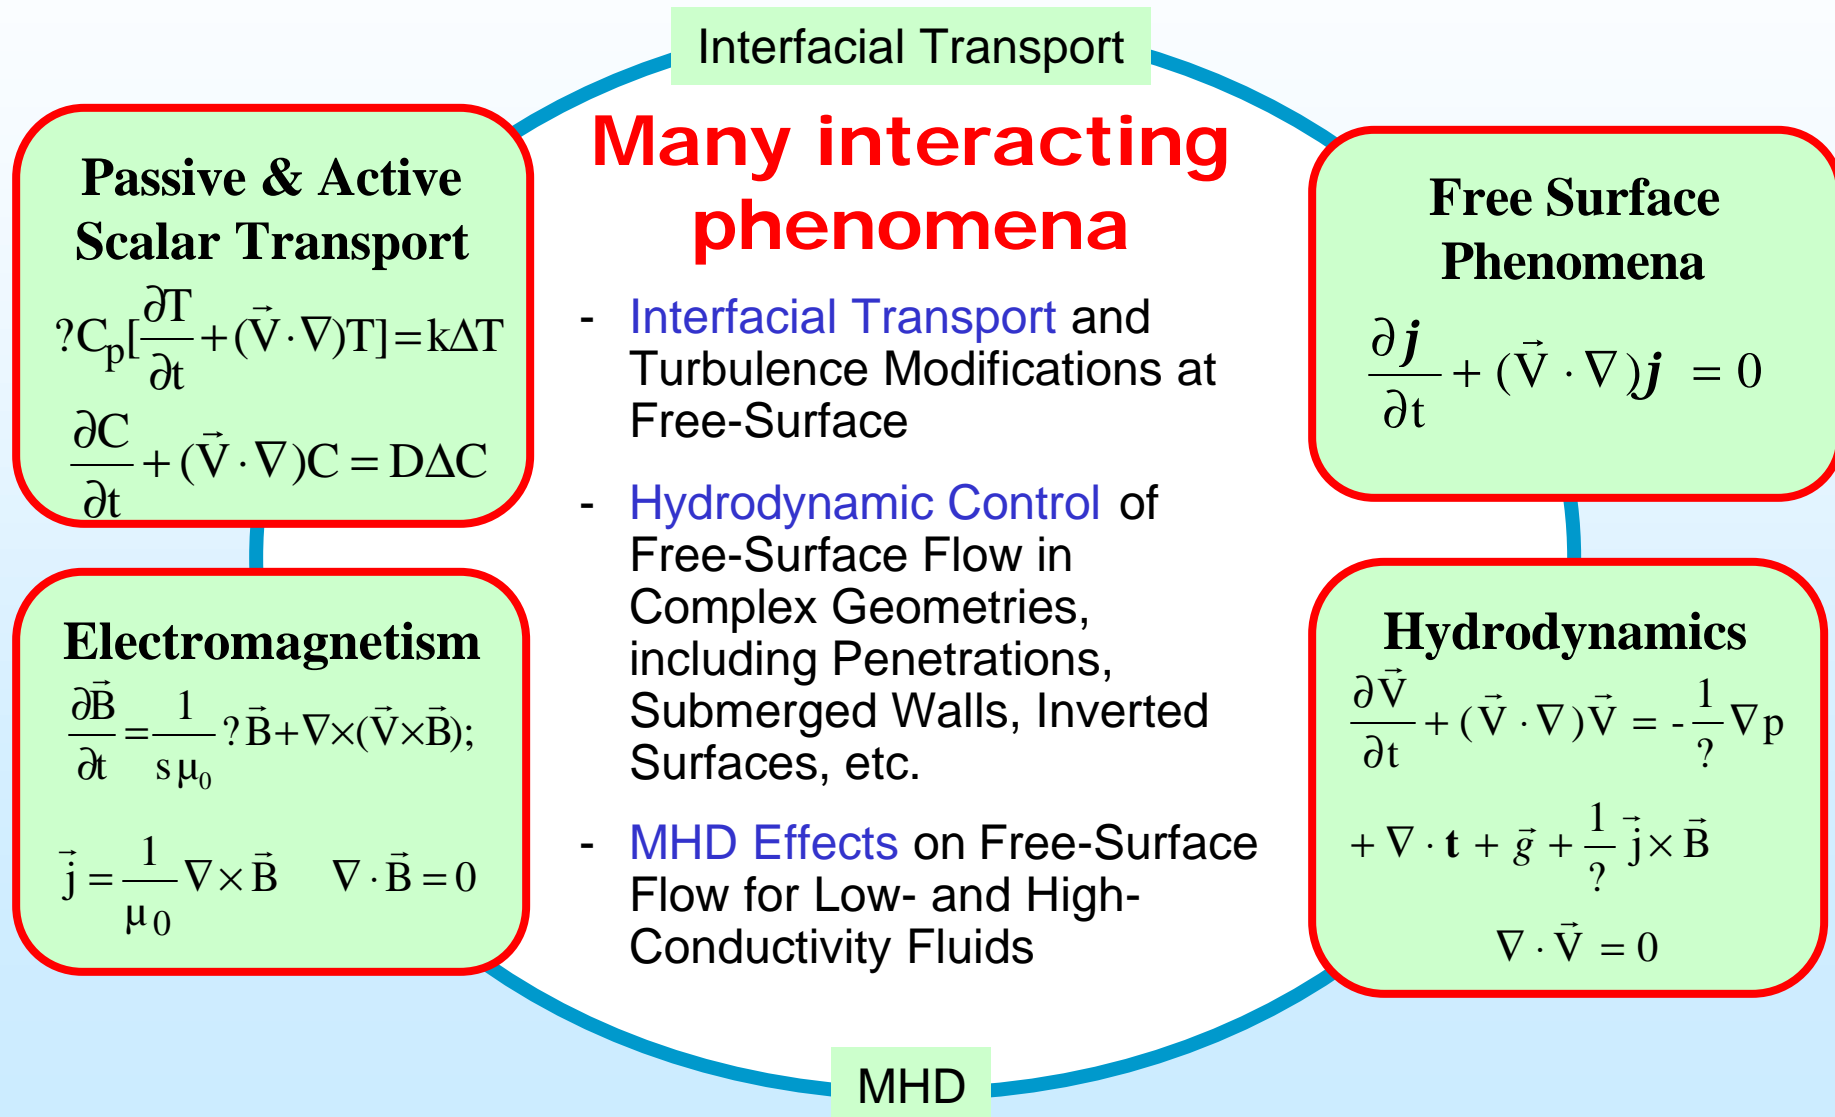 Interfacial Transport
Many interacting
phenomena
Passive & Active
Scalar Transport
?C_p[∂T/∂t + (V⃗·∇)T] = kΔT
∂C/∂t + (V⃗·∇)C = DΔC
Free Surface
Phenomena
∂j/∂t + (V⃗·∇)j = 0
- Interfacial Transport and
Turbulence Modifications at
Free-Surface
- Hydrodynamic Control of
Free-Surface Flow in
Complex Geometries,
including Penetrations,
Submerged Walls, Inverted
Surfaces, etc.
- MHD Effects on Free-Surface
Flow for Low- and High-
Conductivity Fluids
Electromagnetism
∂B⃗/∂t = 1/(sμ₀) ?B⃗ + ∇×(V⃗×B⃗);
j⃗ = 1/μ₀ ∇×B⃗ ∇·B⃗ = 0
Hydrodynamics
∂V⃗/∂t + (V⃗·∇)V⃗ = -1/? ∇p
+ ∇·t + g⃗ + 1/? j⃗×B⃗
∇·V⃗ = 0
MHD